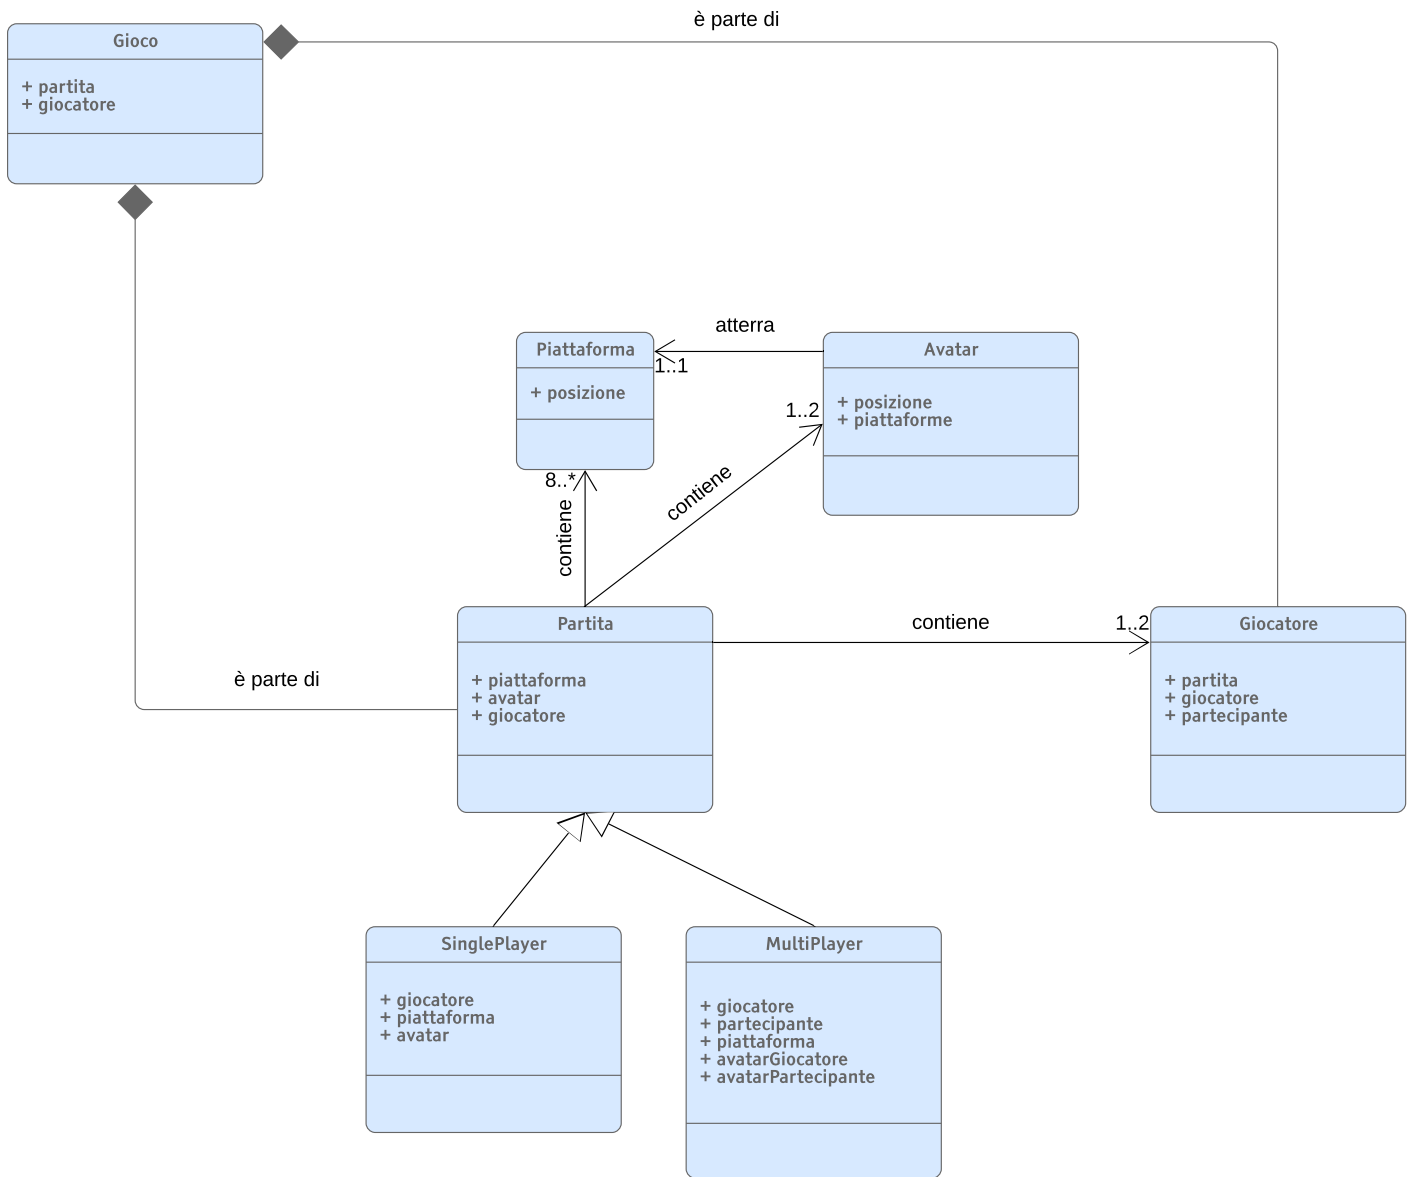 è parte di
Gioco
+ partita
+ giocatore
atterra
Piattaforma
1..1
+ posizione
Avatar
+ posizione
+ piattaforme
1..2
8..*
contiene
contiene
Partita
+ piattaforma
+ avatar
+ giocatore
contiene
1..2
Giocatore
+ partita
+ giocatore
+ partecipante
è parte di
SinglePlayer
+ giocatore
+ piattaforma
+ avatar
MultiPlayer
+ giocatore
+ partecipante
+ piattaforma
+ avatarGiocatore
+ avatarPartecipante